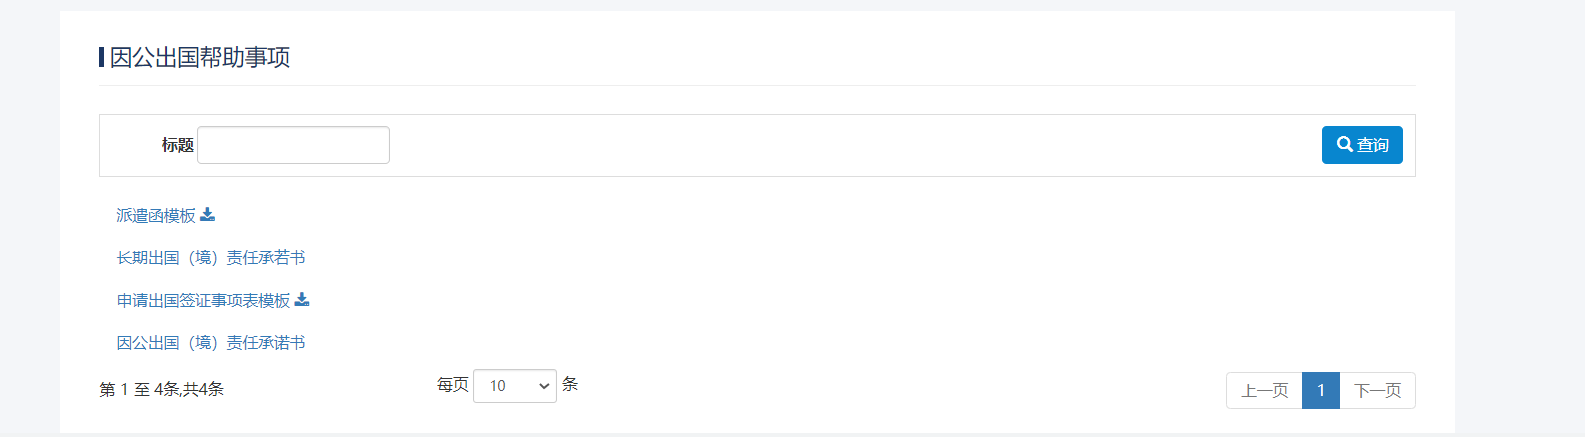 因公出国帮助事项
标题 查询
派遣函模板
长期出国（境）责任承若书
申请出国签证事项表模板
因公出国（境）责任承诺书
第 1 至 4条,共4条 每页 10 条 上一页 1 下一页